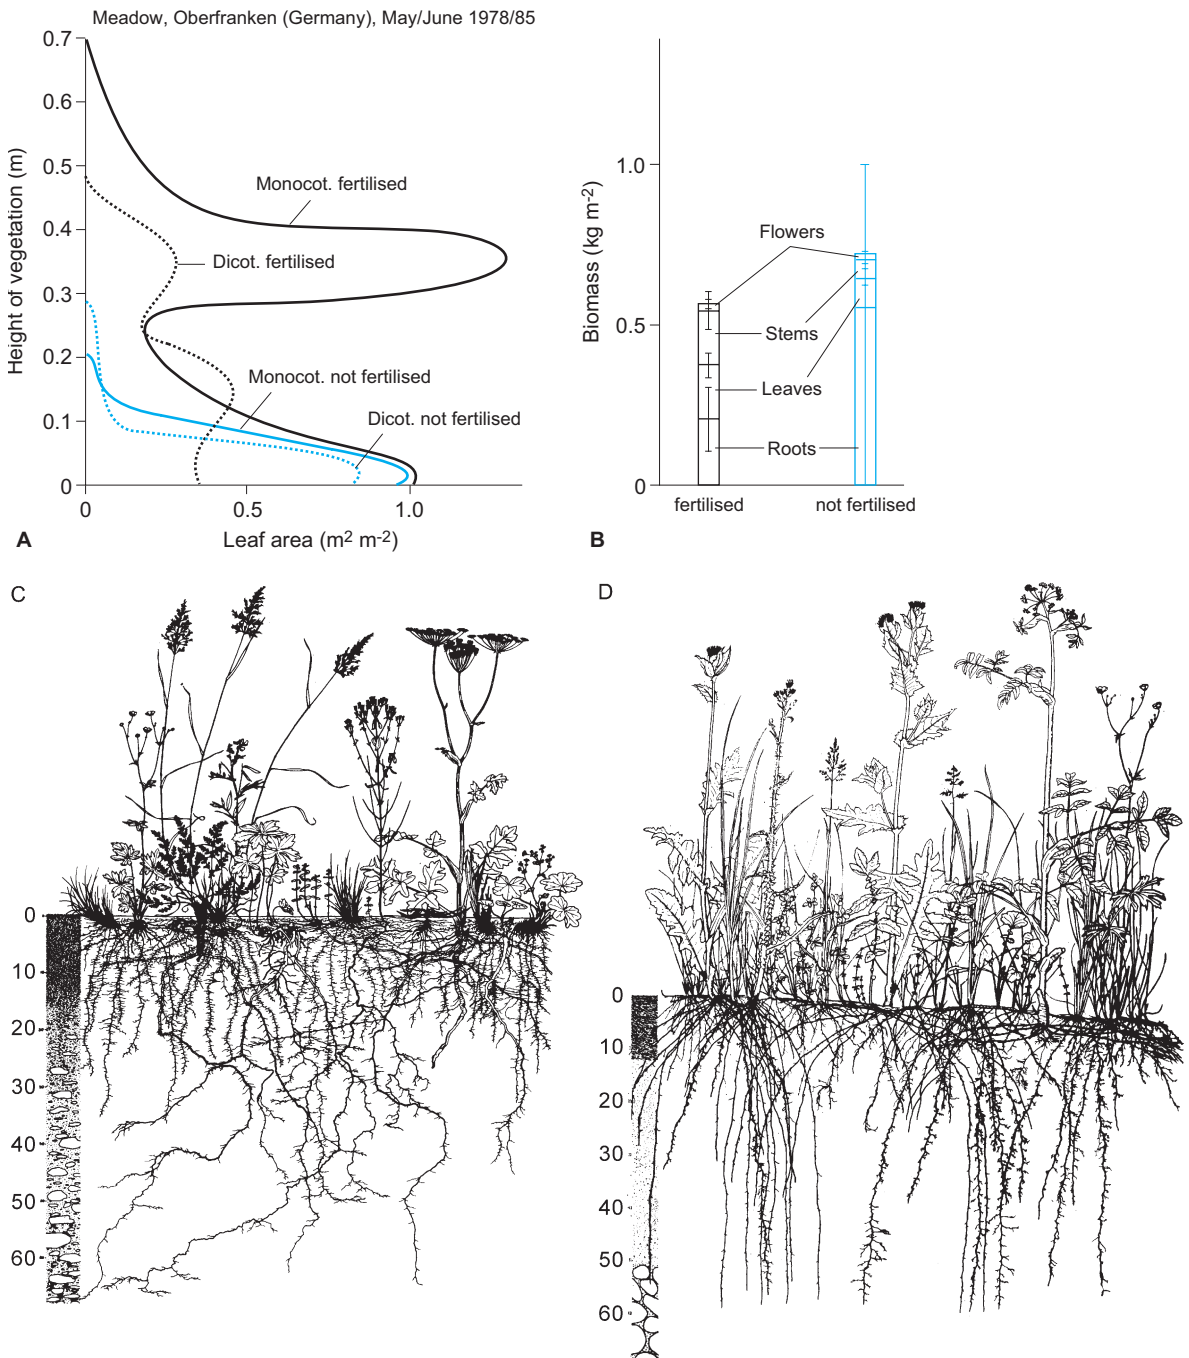 Meadow, Oberfranken (Germany), May/June 1978/85
Height of vegetation (m)
0.7
0.6
0.5
0.4
0.3
0.2
0.1
0
Monocot. fertilised
Dicot. fertilised
Monocot. not fertilised
Dicot. not fertilised
0 0.5 1.0
Leaf area (m2 m-2)
A
Biomass (kg m-2)
1.0
0.5
0
Flowers
Stems
Leaves
Roots
fertilised not fertilised
B
C
0
10
20
30
40
50
60
D
0
10
20
30
40
50
60